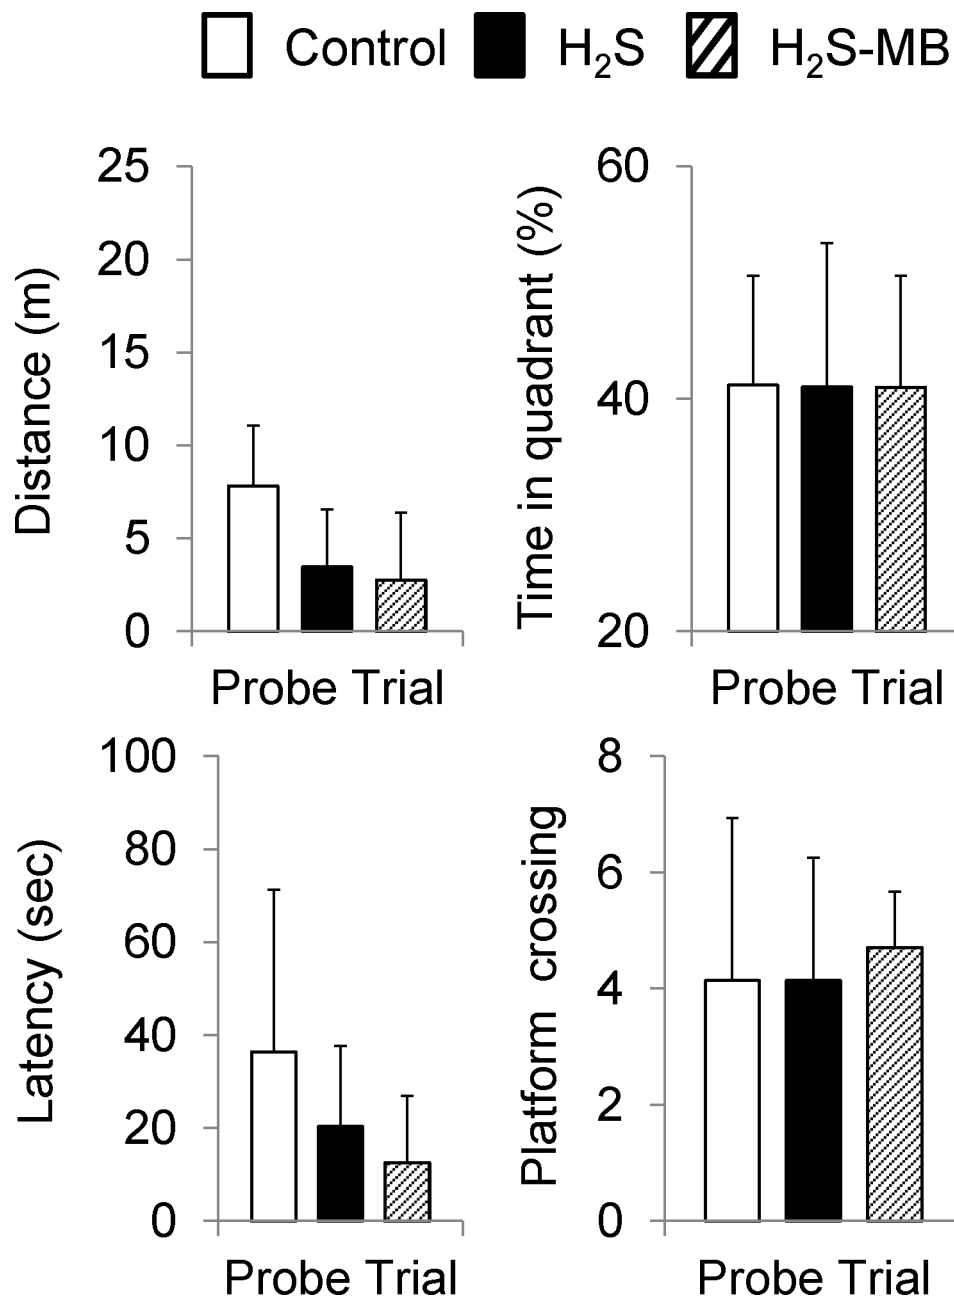 Control H₂S H₂S-MB
Distance (m)
25
20
15
10
5
0
Probe Trial
Time in quadrant (%)
60
40
20
Probe Trial
Latency (sec)
100
80
60
40
20
0
Probe Trial
Platform crossing
8
6
4
2
0
Probe Trial